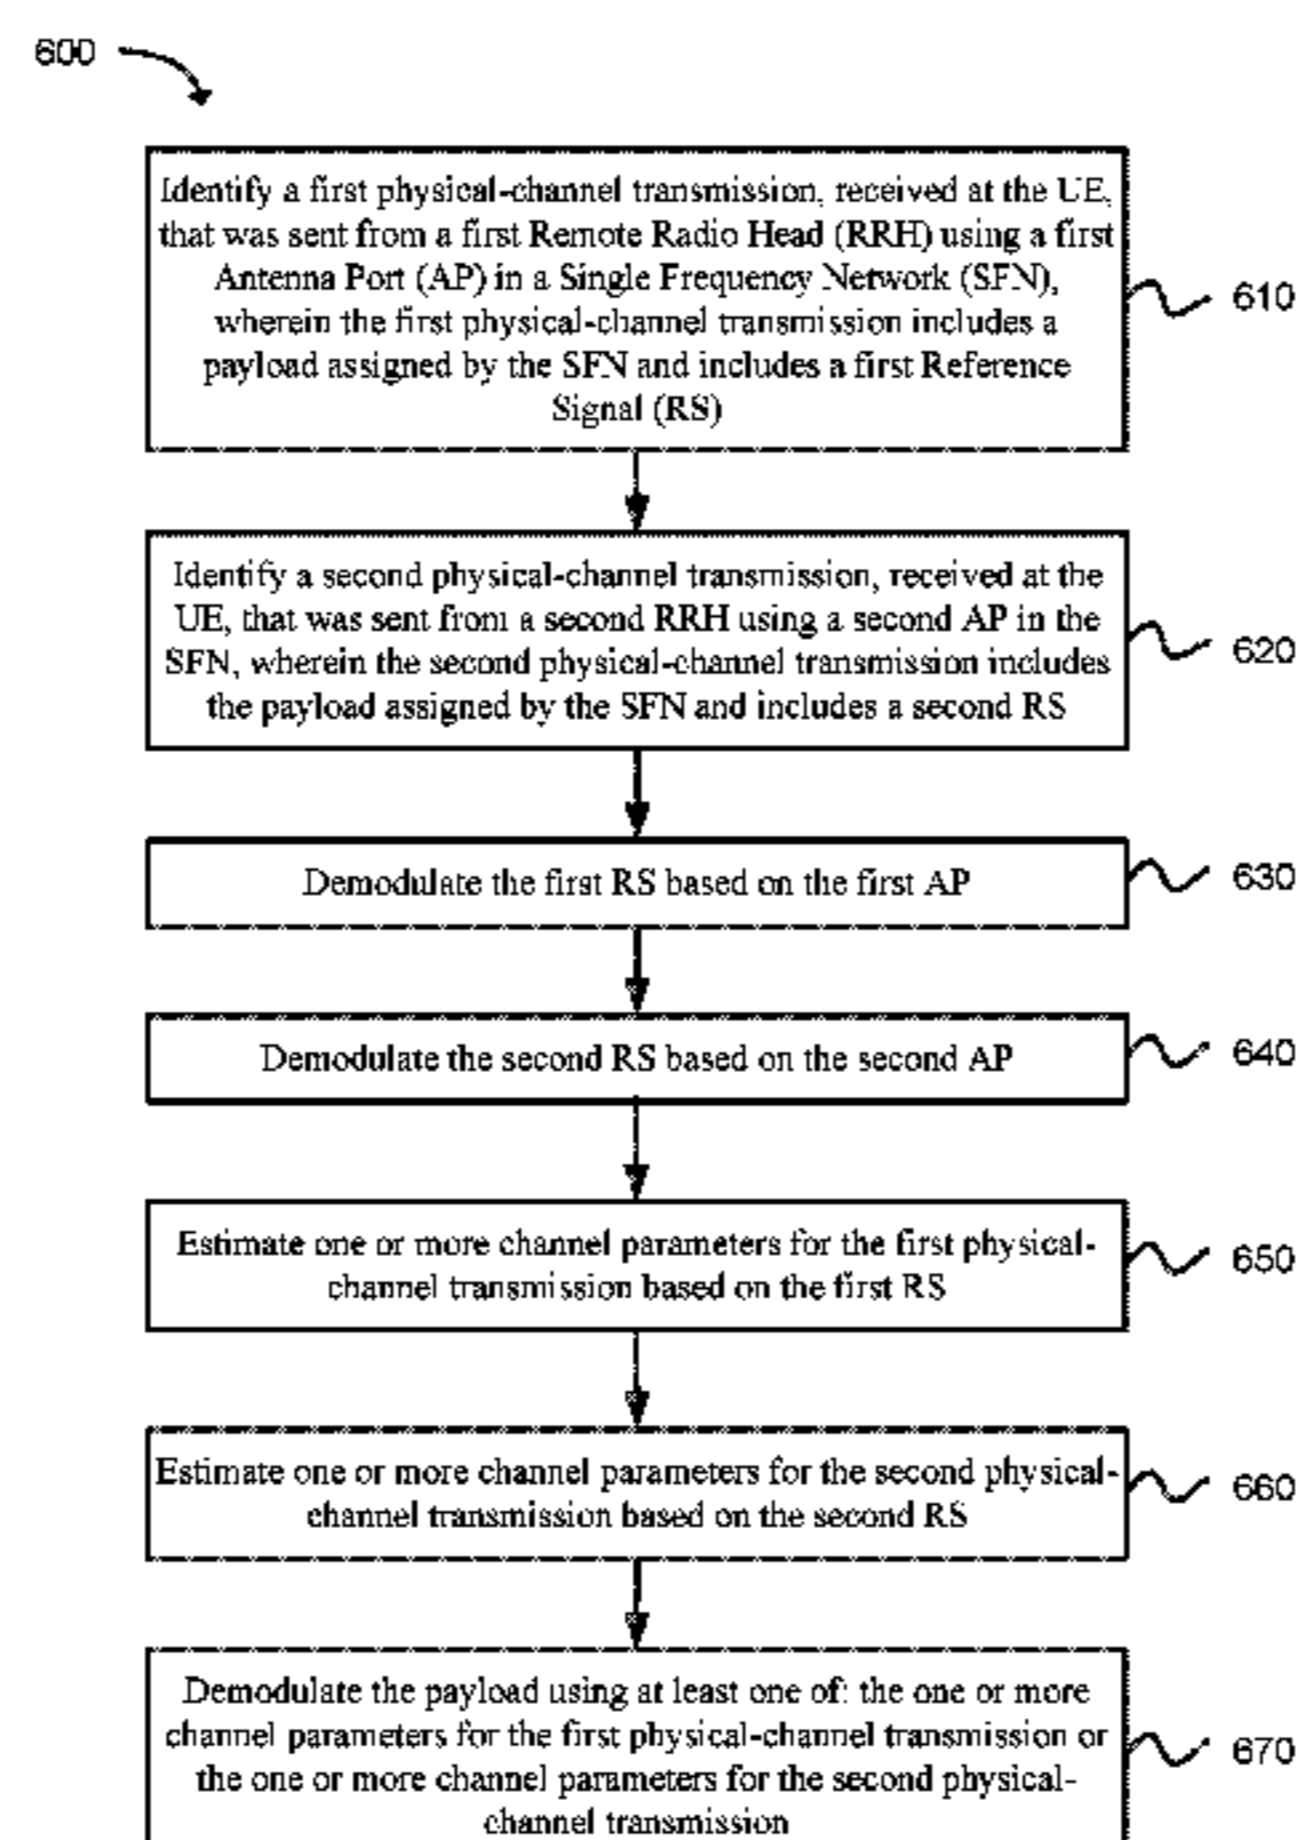 600
Identify a first physical-channel transmission, received at the UE,
that was sent from a first Remote Radio Head (RRH) using a first
Antenna Port (AP) in a Single Frequency Network (SFN),
wherein the first physical-channel transmission includes a
payload assigned by the SFN and includes a first Reference
Signal (RS)
610
Identify a second physical-channel transmission, received at the
UE, that was sent from a second RRH using a second AP in the
SFN, wherein the second physical-channel transmission includes
the payload assigned by the SFN and includes a second RS
620
Demodulate the first RS based on the first AP
630
Demodulate the second RS based on the second AP
640
Estimate one or more channel parameters for the first physical-
channel transmission based on the first RS
650
Estimate one or more channel parameters for the second physical-
channel transmission based on the second RS
660
Demodulate the payload using at least one of: the one or more
channel parameters for the first physical-channel transmission or
the one or more channel parameters for the second physical-
channel transmission
670